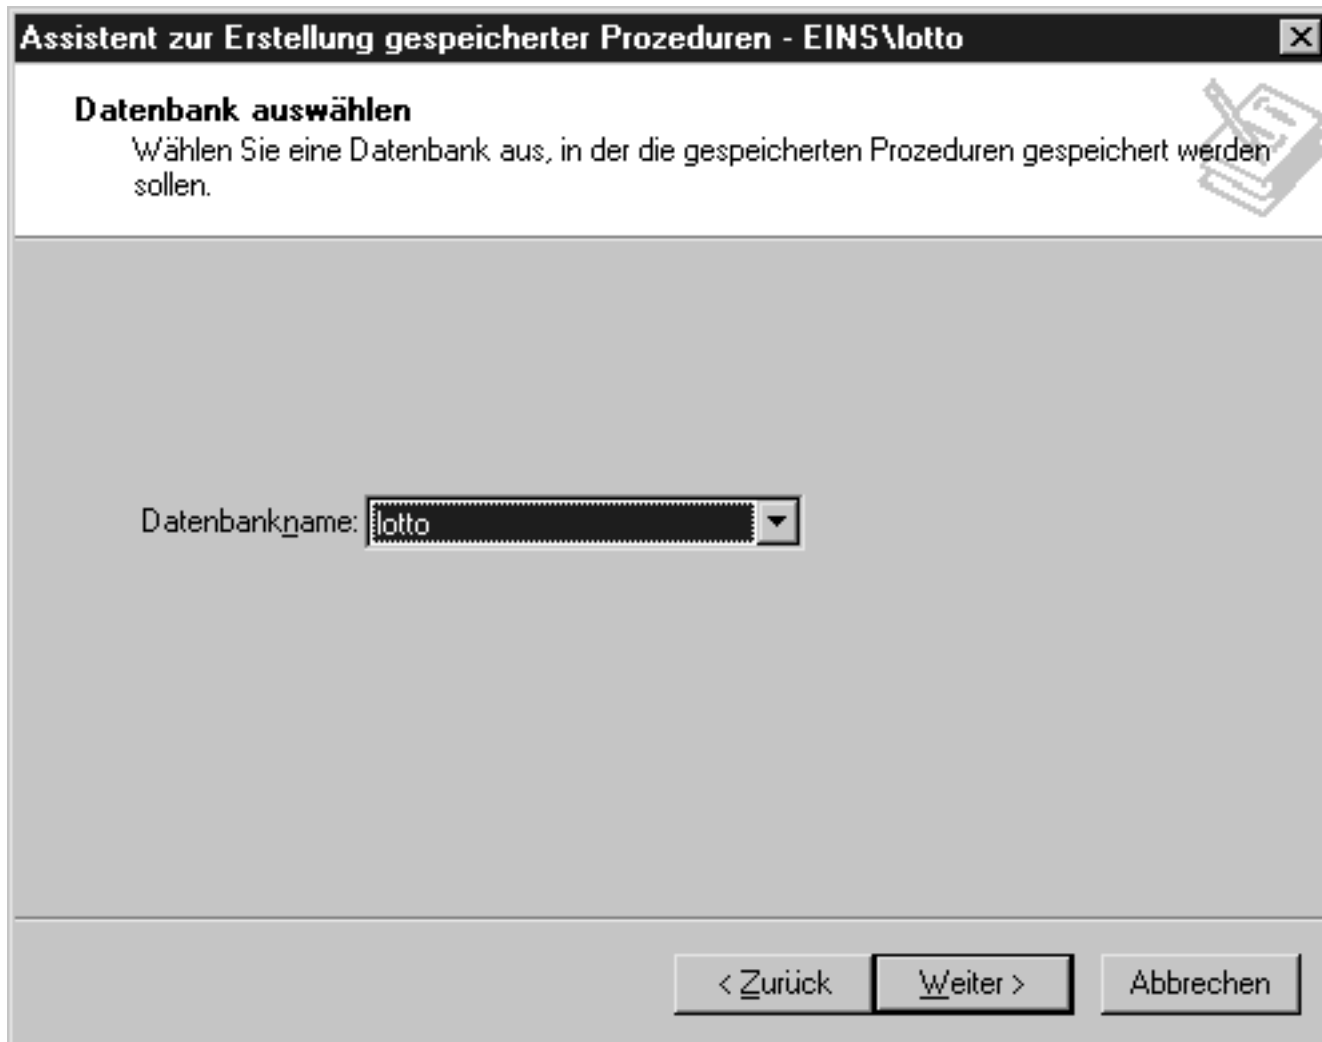 Assistent zur Erstellung gespeicherter Prozeduren - EINS\lotto
Datenbank auswählen
Wählen Sie eine Datenbank aus, in der die gespeicherten Prozeduren gespeichert werden
sollen.
Datenbankname: lotto
< Zurück Weiter > Abbrechen